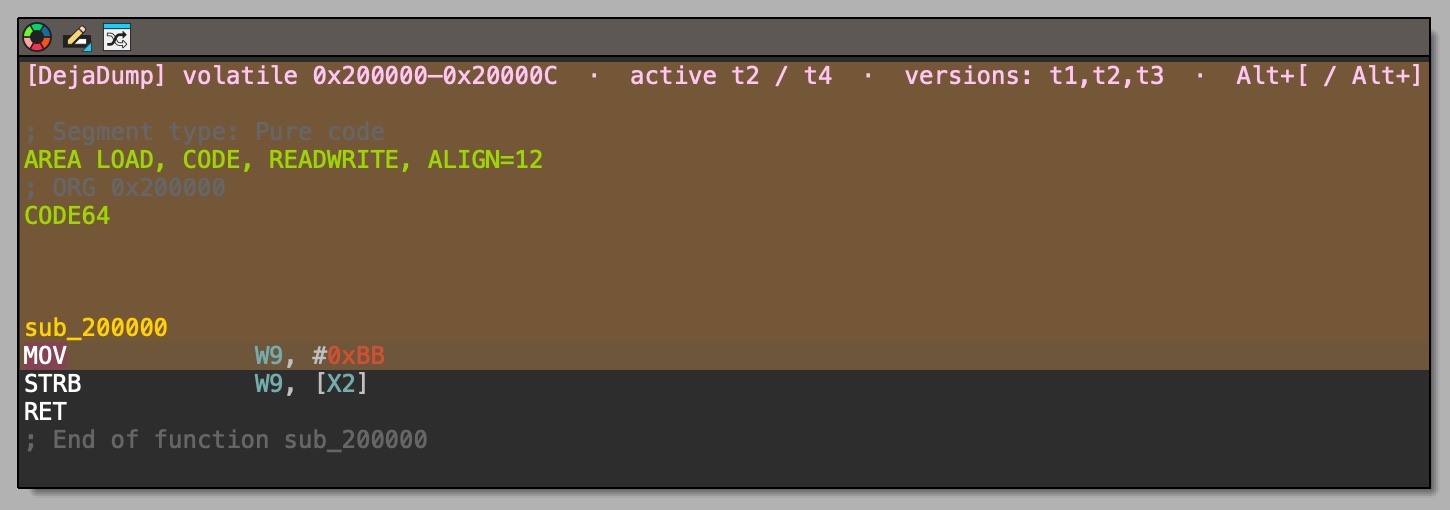 [DejaDump] volatile 0x200000–0x20000C · active t2 / t4 · versions: t1,t2,t3 · Alt+[ / Alt+]
; Segment type: Pure code
AREA LOAD, CODE, READWRITE, ALIGN=12
; ORG 0x200000
CODE64
sub_200000
MOV W9, #0xBB
STRB W9, [X2]
RET
; End of function sub_200000